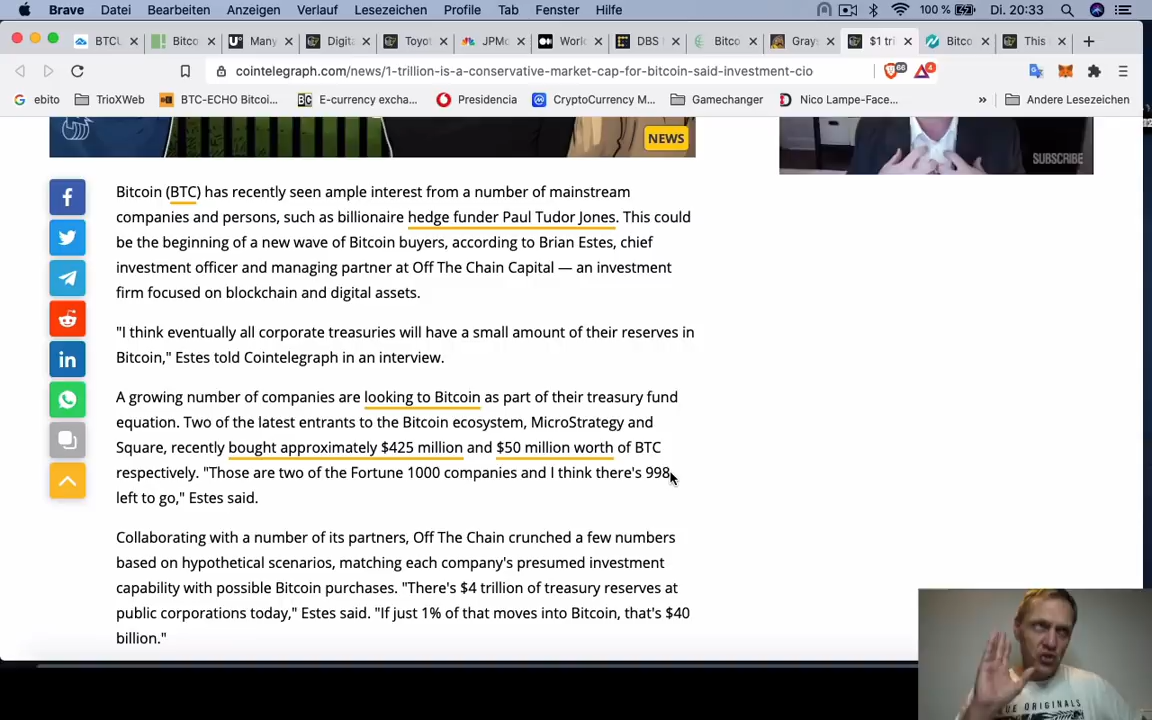 Brave Datei Bearbeiten Anzeigen Verlauf Lesezeichen Profile Tab Fenster Hilfe 100 % Di. 20:33
BTCU Bitco Many Digit Toyot JPMo Worl DBS Bitco Gray $1 tri Bitco This
cointelegraph.com/news/1-trillion-is-a-conservative-market-cap-for-bitcoin-said-investment-cio 66 4
ebito TrioXWeb BTC-ECHO Bitcoi... E-currency excha... Presidencia CryptoCurrency M... Gamechanger Nico Lampe-Face... » Andere Lesezeichen
NEWS
SUBSCRIBE
Bitcoin (BTC) has recently seen ample interest from a number of mainstream
companies and persons, such as billionaire hedge funder Paul Tudor Jones. This could
be the beginning of a new wave of Bitcoin buyers, according to Brian Estes, chief
investment officer and managing partner at Off The Chain Capital — an investment
firm focused on blockchain and digital assets.
"I think eventually all corporate treasuries will have a small amount of their reserves in
Bitcoin," Estes told Cointelegraph in an interview.
A growing number of companies are looking to Bitcoin as part of their treasury fund
equation. Two of the latest entrants to the Bitcoin ecosystem, MicroStrategy and
Square, recently bought approximately $425 million and $50 million worth of BTC
respectively. "Those are two of the Fortune 1000 companies and I think there's 998
left to go," Estes said.
Collaborating with a number of its partners, Off The Chain crunched a few numbers
based on hypothetical scenarios, matching each company's presumed investment
capability with possible Bitcoin purchases. "There's $4 trillion of treasury reserves at
public corporations today," Estes said. "If just 1% of that moves into Bitcoin, that's $40
billion."
ORIGINALS